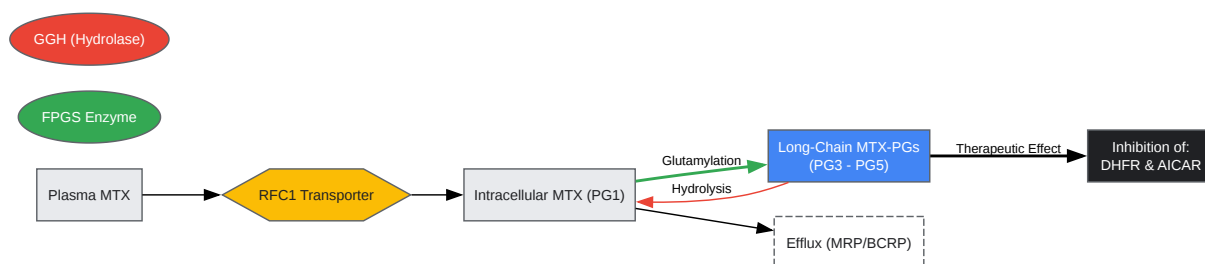 GGH (Hydrolase)
FPGS Enzyme
Plasma MTX
RFC1 Transporter
Intracellular MTX (PG1)
Glutamylation
Hydrolysis
Long-Chain MTX-PGs
(PG3 - PG5)
Efflux (MRP/BCRP)
Therapeutic Effect
Inhibition of:
DHFR & AICAR